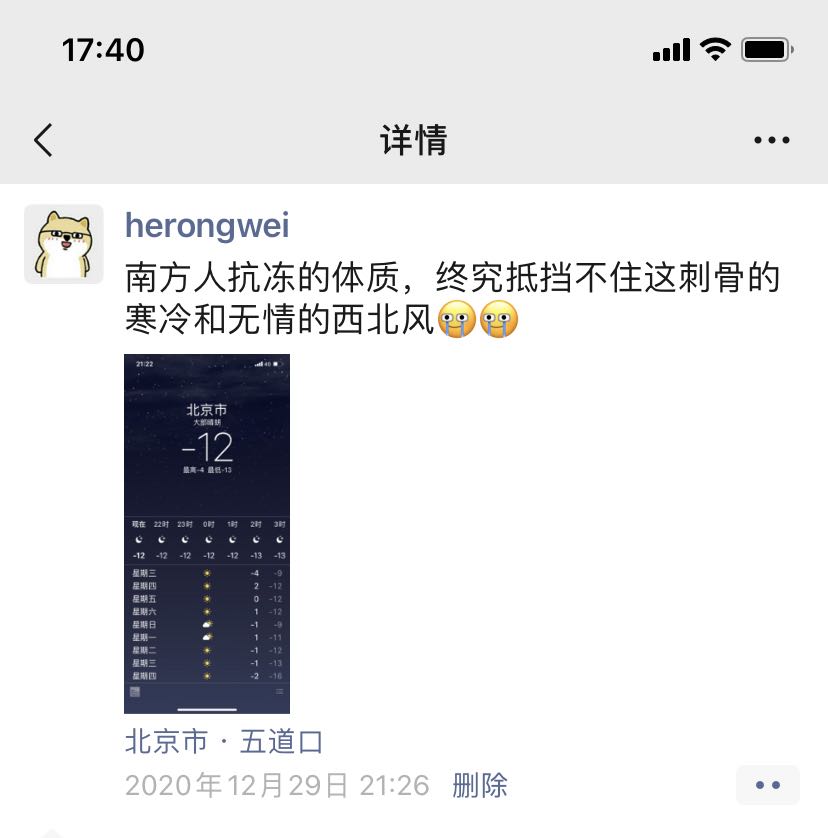 17:40
详情
herongwei
南方人抗冻的体质，终究抵挡不住这刺骨的
寒冷和无情的西北风😭😭
21:22
4G
北京市
大部晴朗
-12
最高-4 最低-13
现在 22时 23时 0时 1时 2时 3时
-12 -12 -12 -12 -12 -13 -13
星期三 -4 -9
星期四 2 -12
星期五 0 -12
星期六 1 -12
星期日 -1 -9
星期一 1 -11
星期二 -1 -12
星期三 -1 -13
星期四 -2 -16
北京市 · 五道口
2020年12月29日 21:26 删除